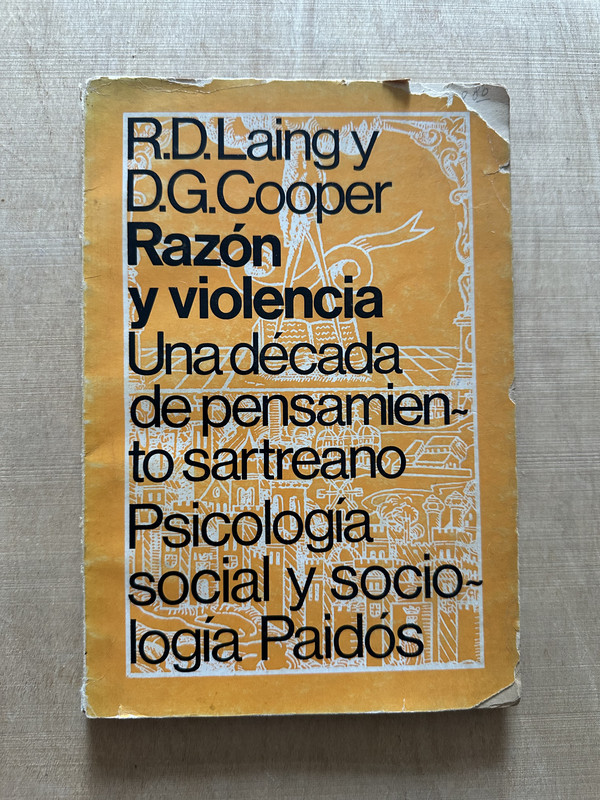 R.D.Laing y
D.G.Cooper
Razón
y violencia
Una década
de pensamien~
to sartreano
Psicología
social y socio~
logía Paidós